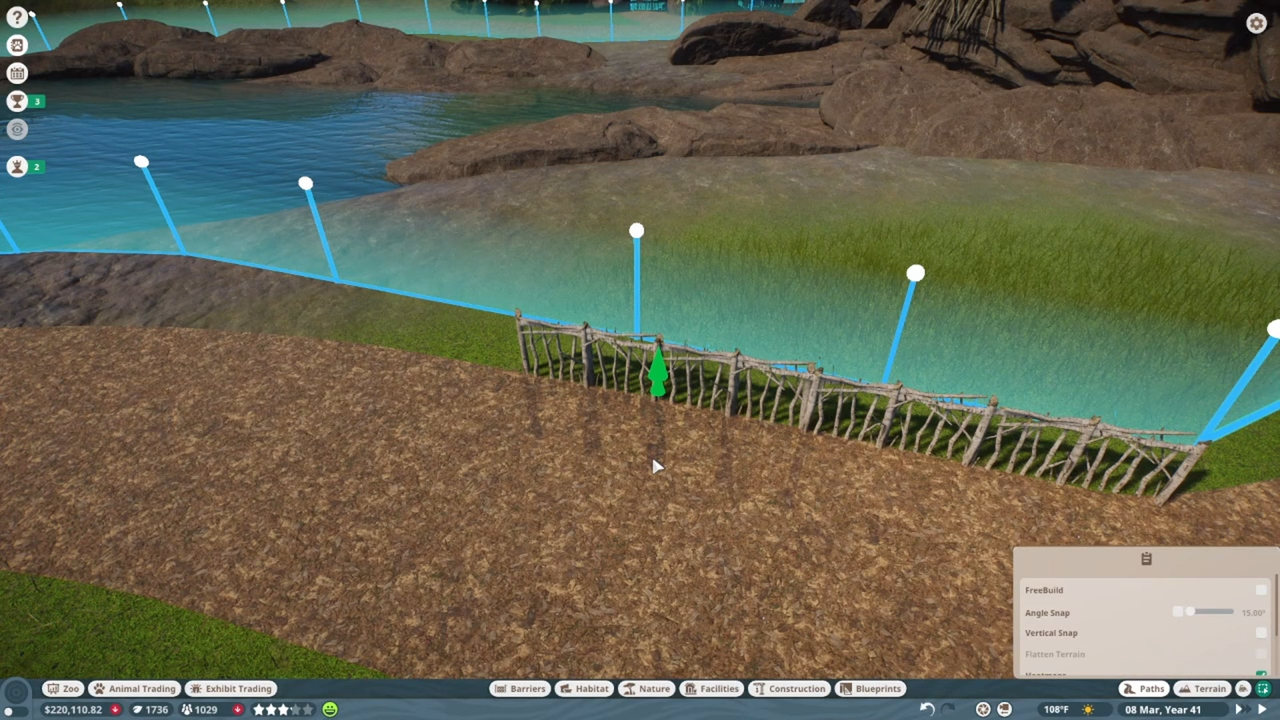 ?
3
2
FreeBuild
Angle Snap 15.00°
Vertical Snap
Flatten Terrain
Zoo Animal Trading Exhibit Trading Barriers Habitat Nature Facilities Construction Blueprints Paths Terrain
$220,110.82 1736 1029 108°F 08 Mar, Year 41